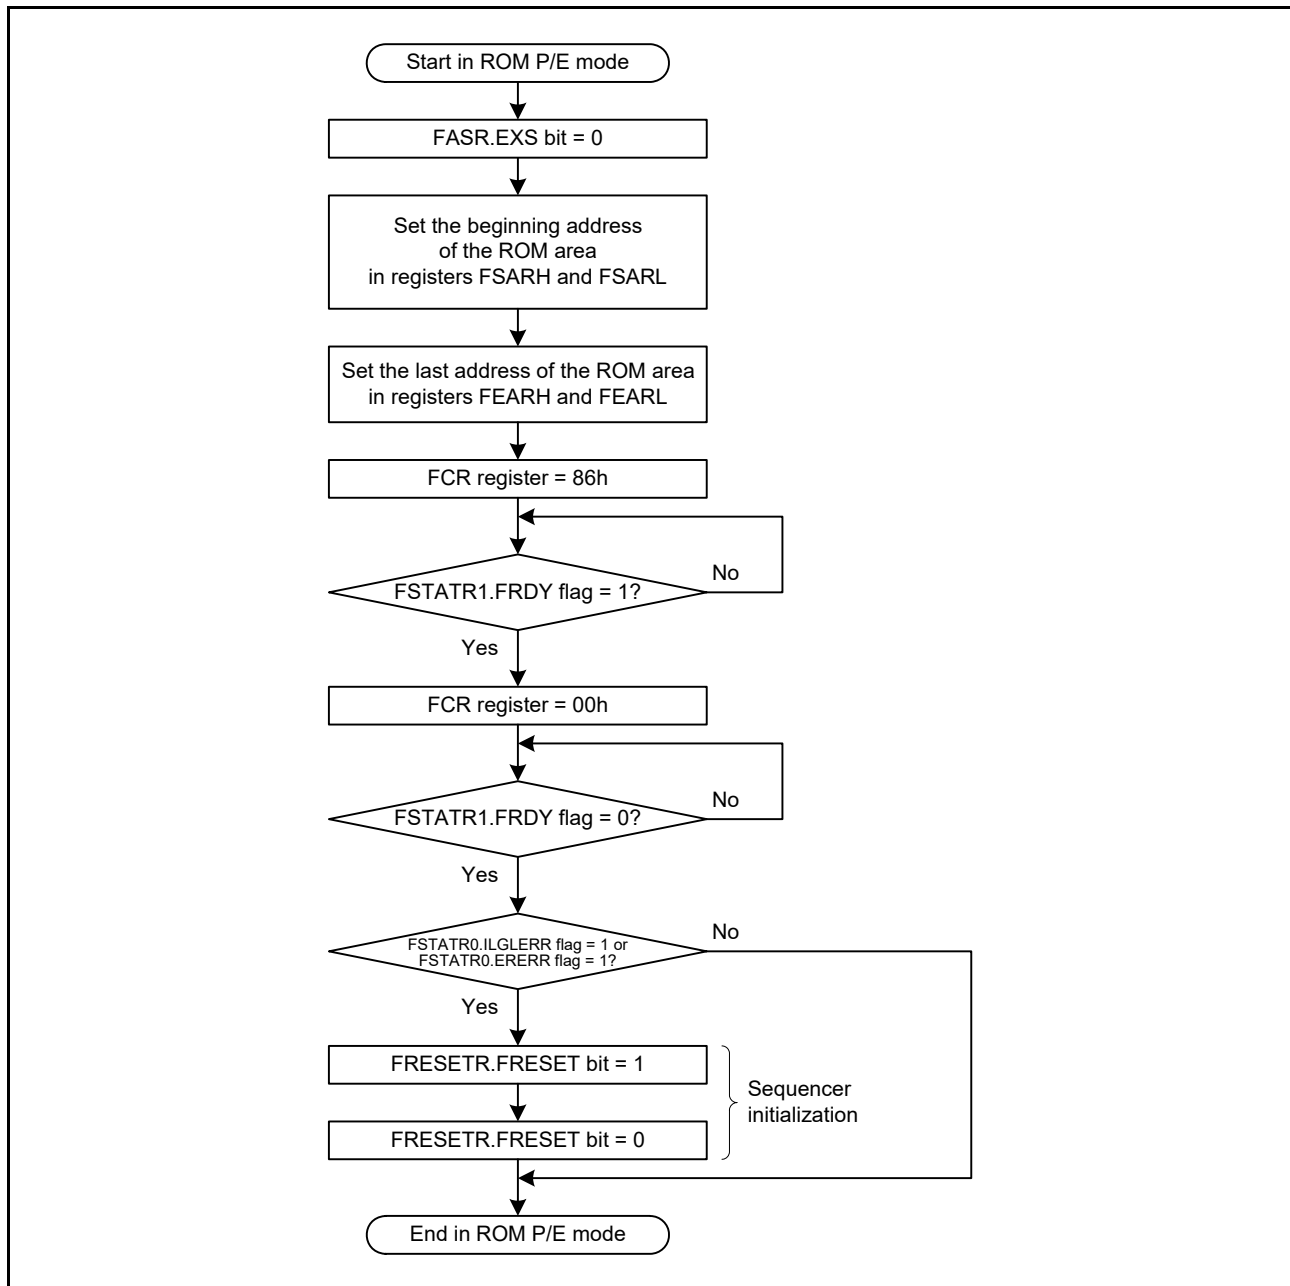 Start in ROM P/E mode
FASR.EXS bit = 0
Set the beginning address
of the ROM area
in registers FSARH and FSARL
Set the last address of the ROM area
in registers FEARH and FEARL
FCR register = 86h
FSTATR1.FRDY flag = 1?
No
Yes
FCR register = 00h
FSTATR1.FRDY flag = 0?
No
Yes
FSTATR0.ILGLERR flag = 1 or
FSTATR0.ERERR flag = 1?
No
Yes
FRESETR.FRESET bit = 1
FRESETR.FRESET bit = 0
Sequencer
initialization
End in ROM P/E mode